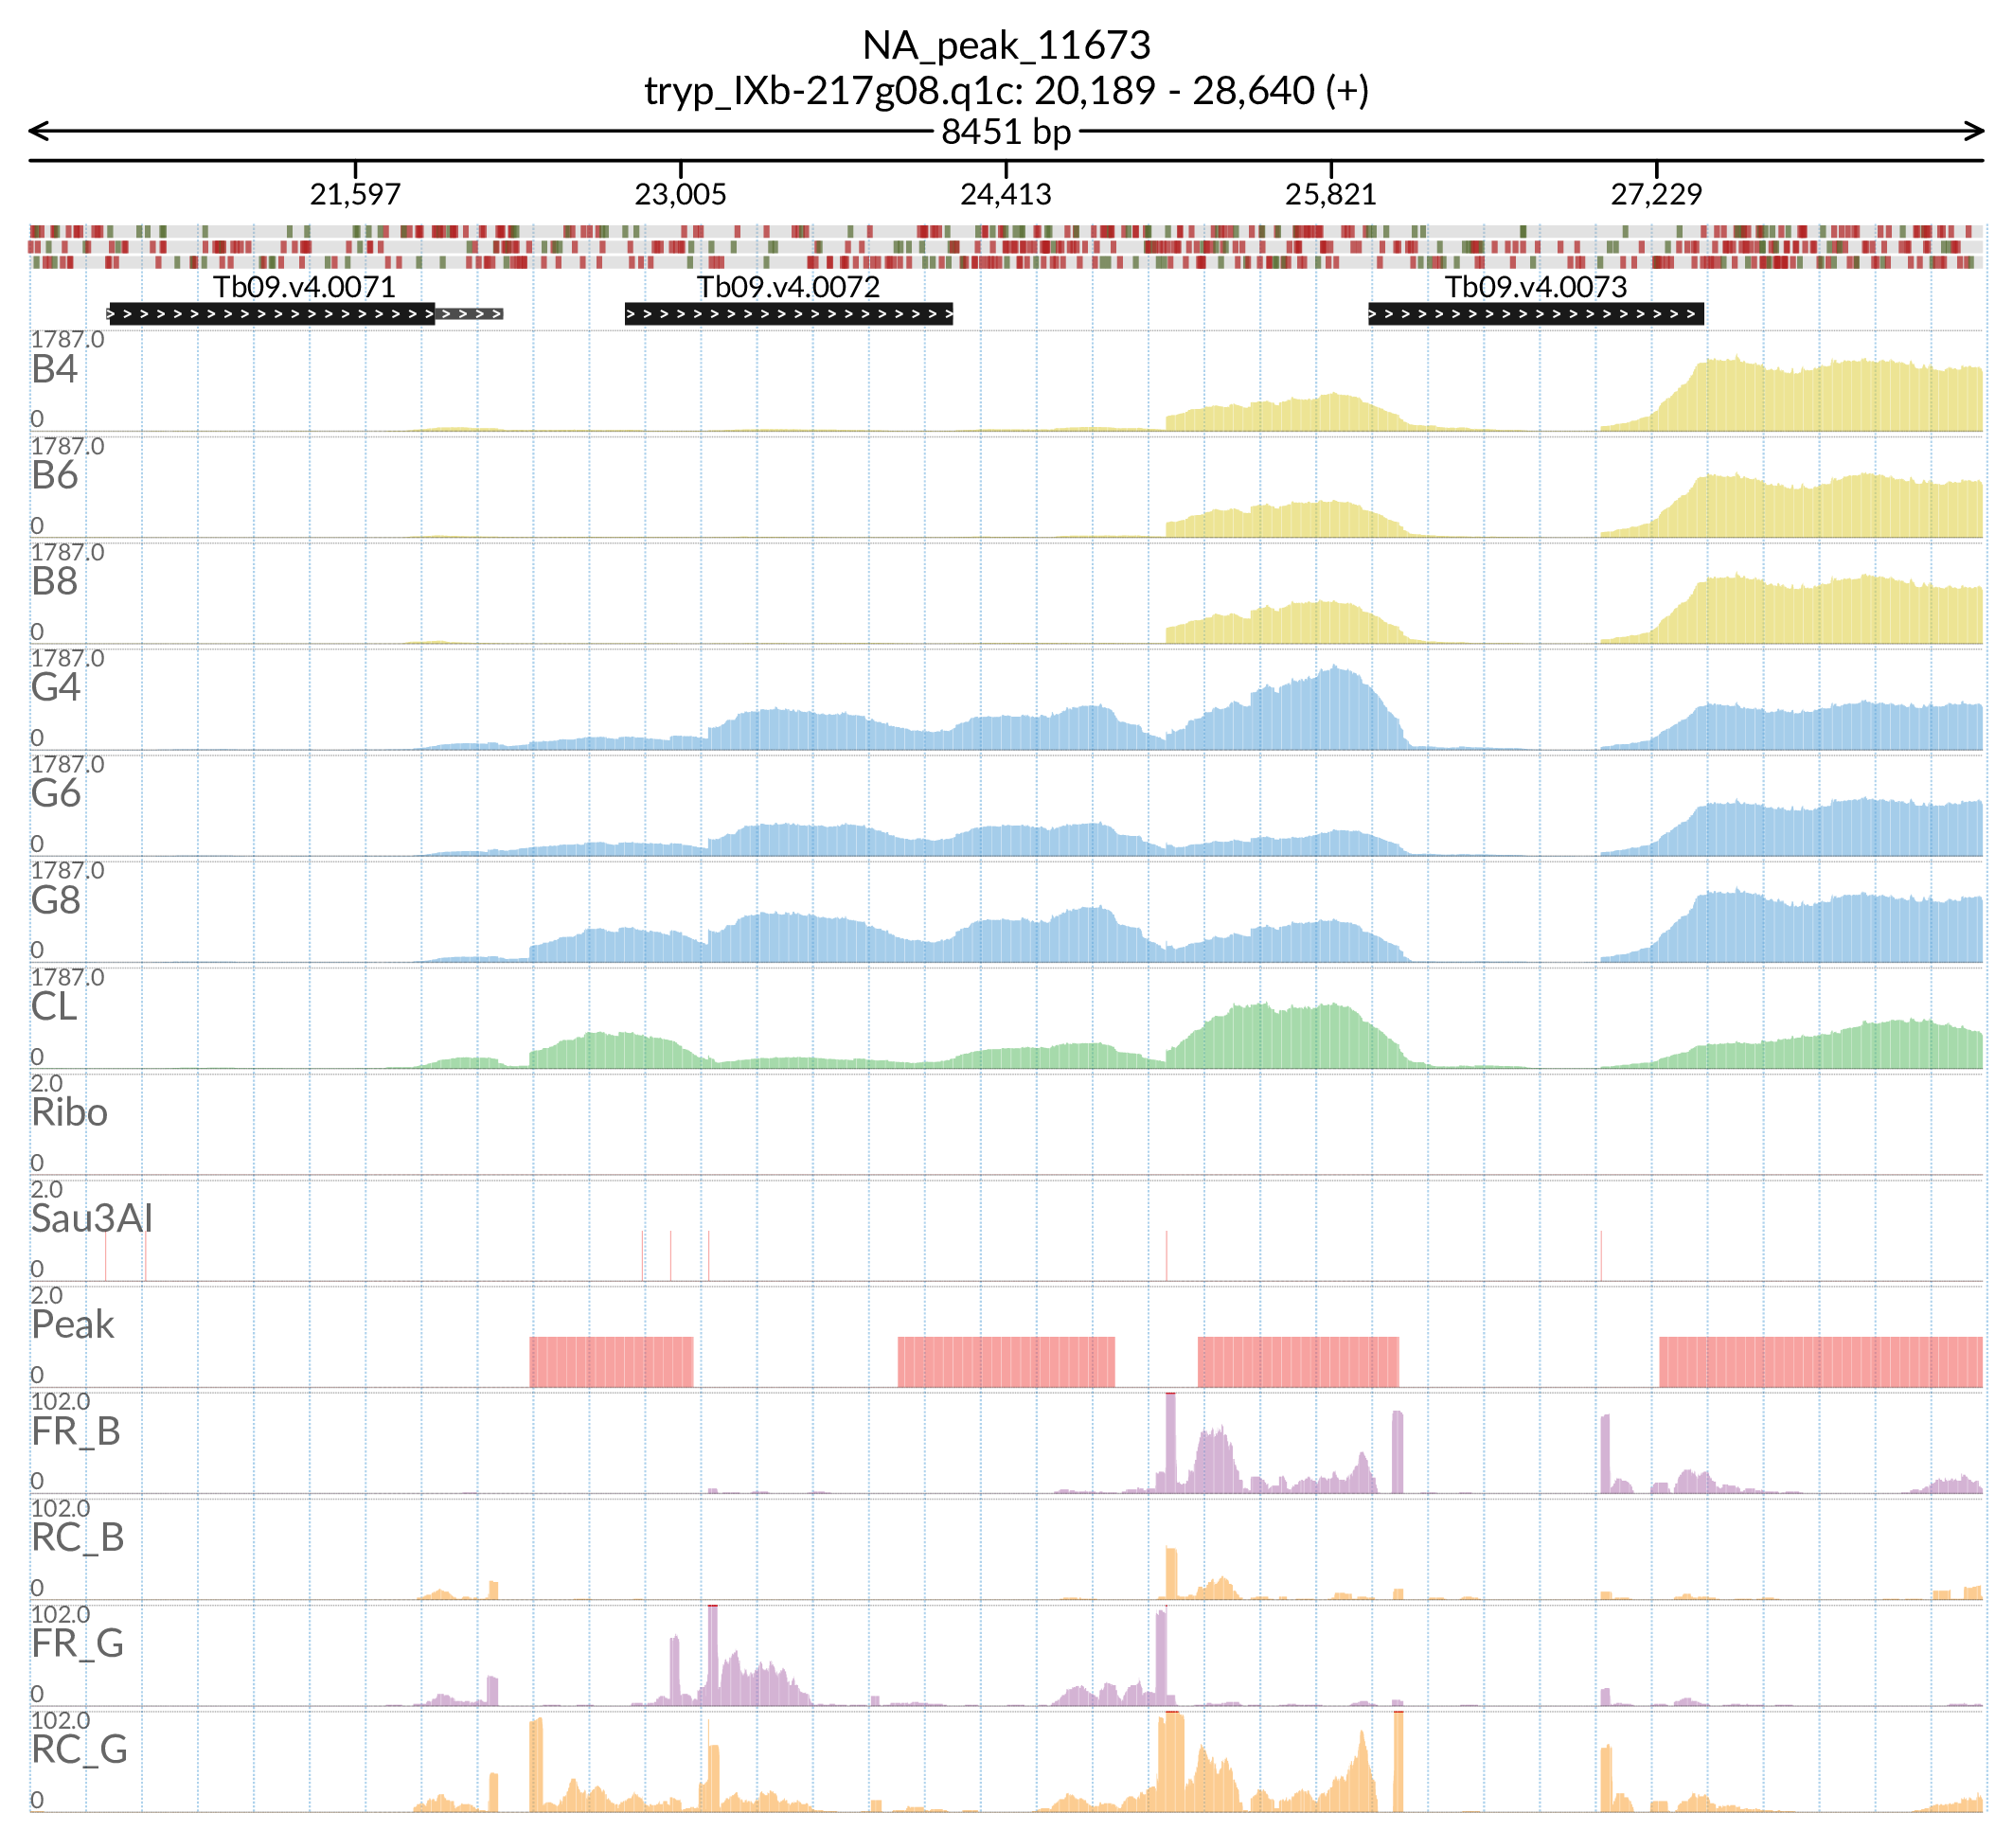 NA_peak_11673
tryp_IXb-217g08.q1c: 20,189 - 28,640 (+)
8451 bp
21,597 23,005 24,413 25,821 27,229
Tb09.v4.0071 Tb09.v4.0072 Tb09.v4.0073
1787.0
B4
0
1787.0
B6
0
1787.0
B8
0
1787.0
G4
0
1787.0
G6
0
1787.0
G8
0
1787.0
CL
0
2.0
Ribo
0
2.0
Sau3AI
0
2.0
Peak
0
102.0
FR_B
0
102.0
RC_B
0
102.0
FR_G
0
102.0
RC_G
0